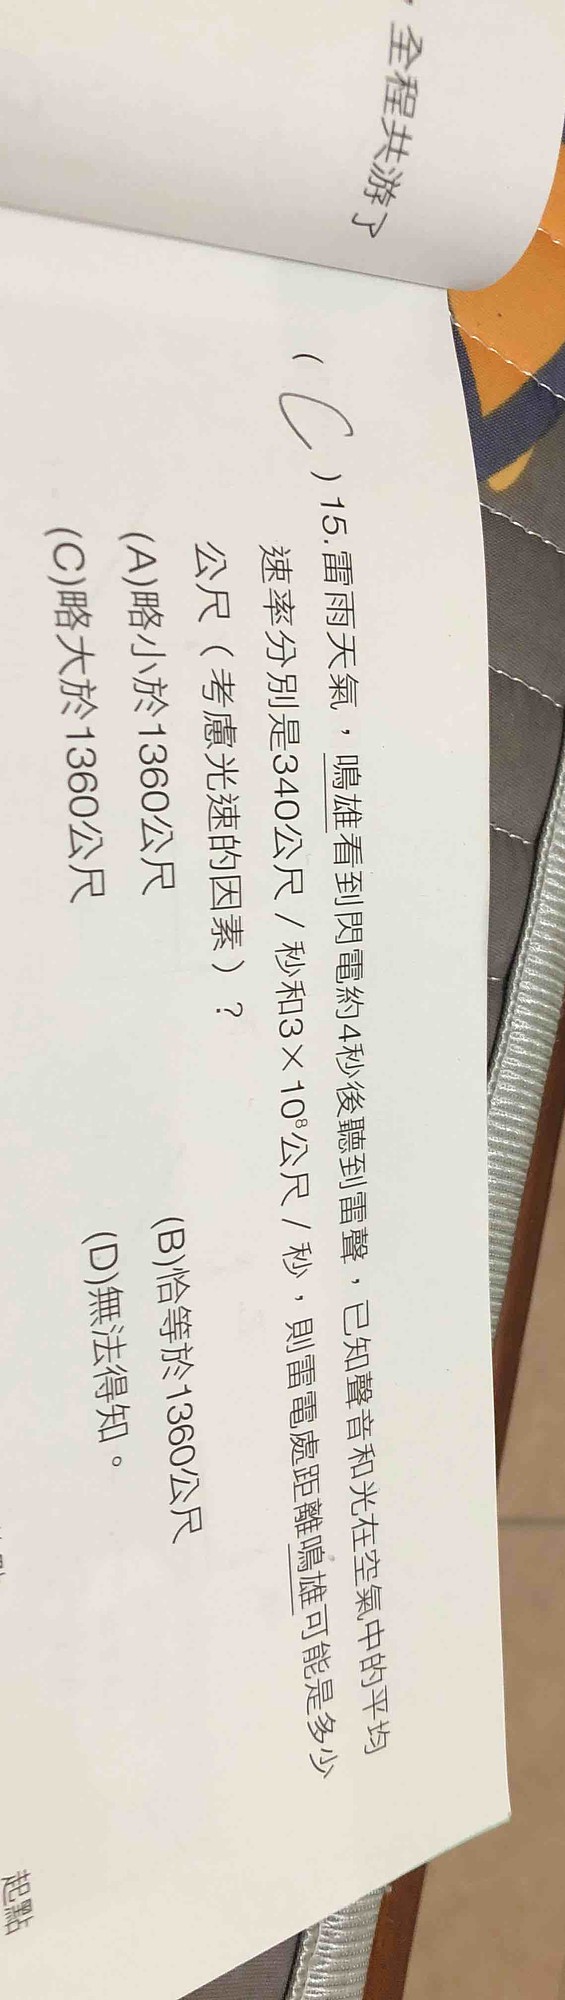 ，全程共游了
( C )15.雷雨天氣，鳴雄看到閃電約4秒後聽到雷聲，已知聲音和光在空氣中的平均
速率分別是340公尺／秒和3×10⁸公尺／秒，則雷電處距離鳴雄可能是多少
公尺（考慮光速的因素）？
(A)略小於1360公尺 (B)恰等於1360公尺
(C)略大於1360公尺 (D)無法得知。
起點